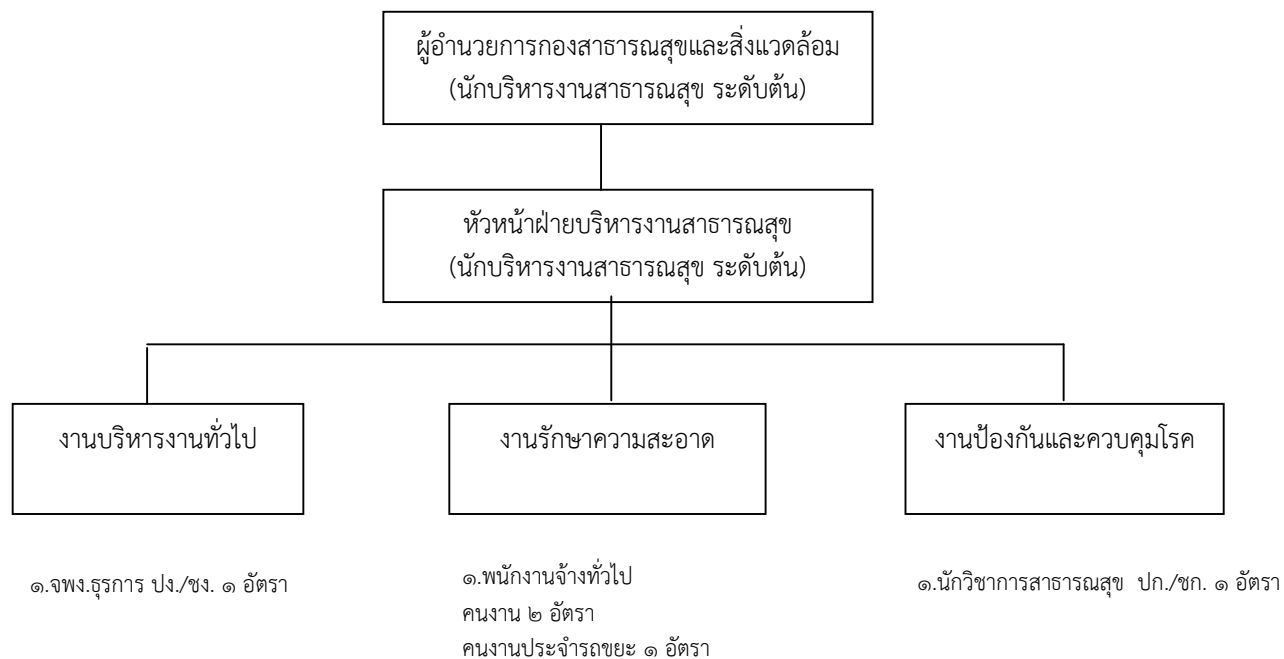 ผู้อำนวยการกองสาธารณสุขและสิ่งแวดล้อม
(นักบริหารงานสาธารณสุข ระดับต้น)
หัวหน้าฝ่ายบริหารงานสาธารณสุข
(นักบริหารงานสาธารณสุข ระดับต้น)
งานบริหารงานทั่วไป
งานรักษาความสะอาด
งานป้องกันและควบคุมโรค
๑.จพง.ธุรการ ปง./ชง. ๑ อัตรา
๑.พนักงานจ้างทั่วไป
คนงาน ๒ อัตรา
คนงานประจำรถขยะ ๑ อัตรา
๑.นักวิชาการสาธารณสุข ปก./ชก. ๑ อัตรา